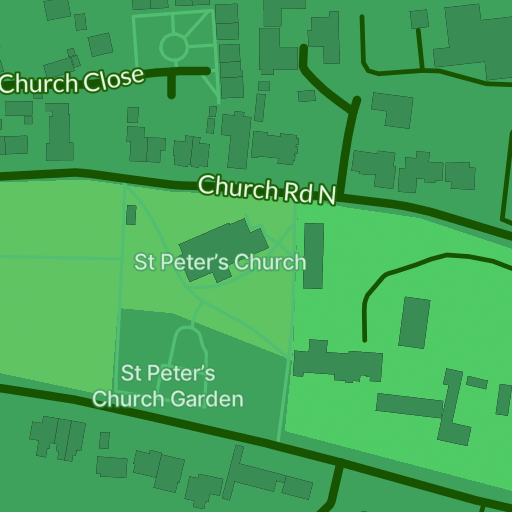 Church Close
Church Rd N
St Peter’s Church
St Peter’s
Church Garden